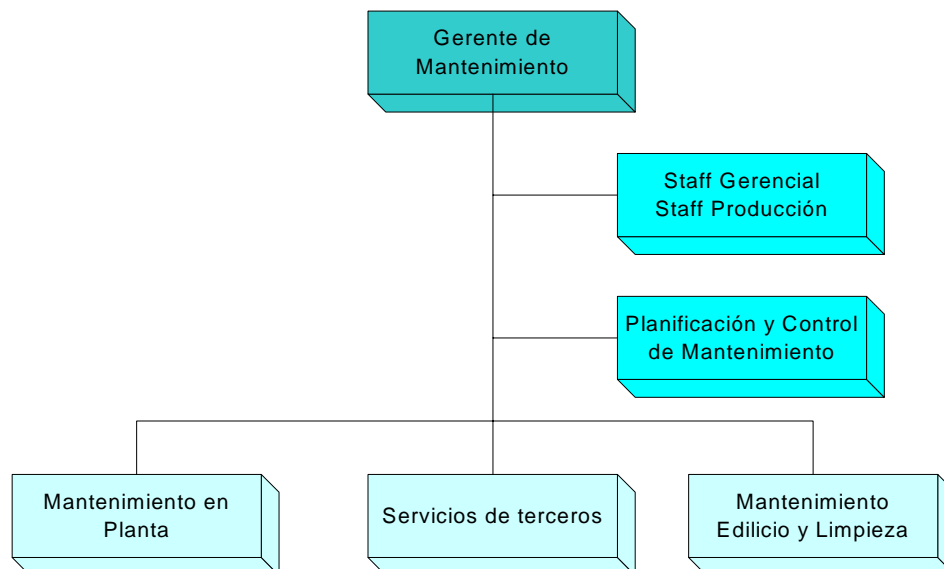 Gerente de
Mantenimiento
Staff Gerencial
Staff Producción
Planificación y Control
de Mantenimiento
Mantenimiento en
Planta
Servicios de terceros
Mantenimiento
Edilicio y Limpieza